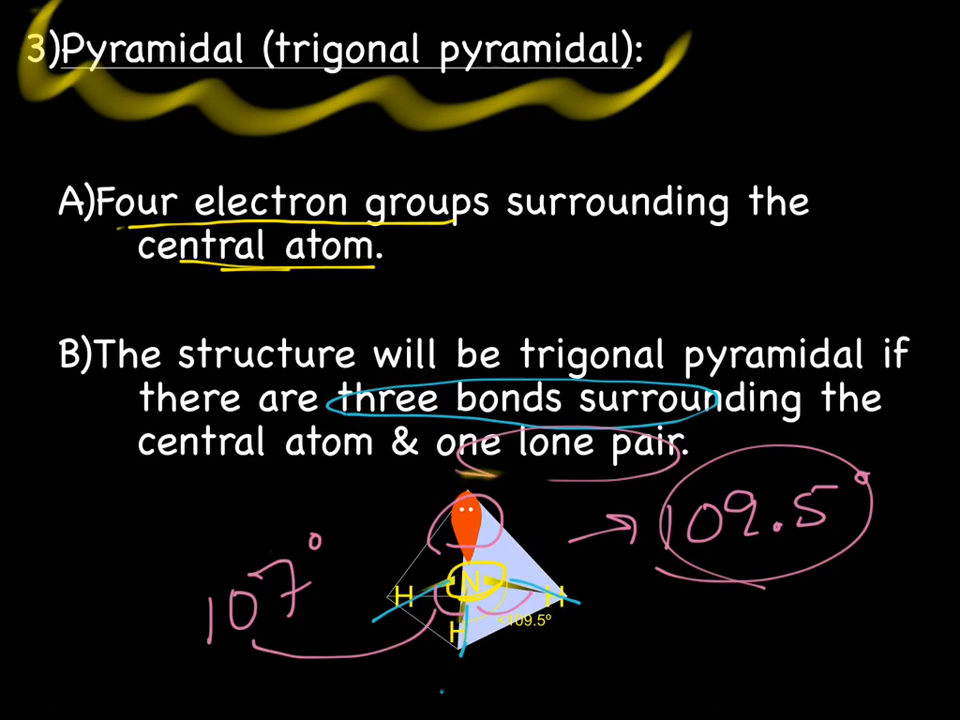 3)Pyramidal (trigonal pyramidal):
A)Four electron groups surrounding the
central atom.
B)The structure will be trigonal pyramidal if
there are three bonds surrounding the
central atom & one lone pair.
109.5°
107°
N
H H
H
<109.5º